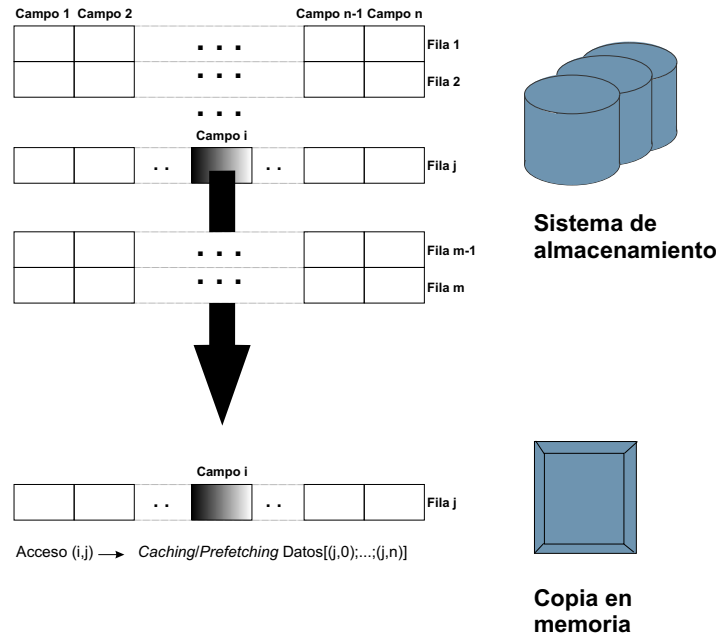 Campo 1 Campo 2 Campo n-1 Campo n
. . . Fila 1
. . . Fila 2
. . .
Campo i
. . . . Fila j
Sistema de
almacenamiento
. . . Fila m-1
. . . Fila m
Campo i
. . . . Fila j
Acceso (i,j) → Caching/Prefetching Datos[(j,0);...;(j,n)]
Copia en
memoria